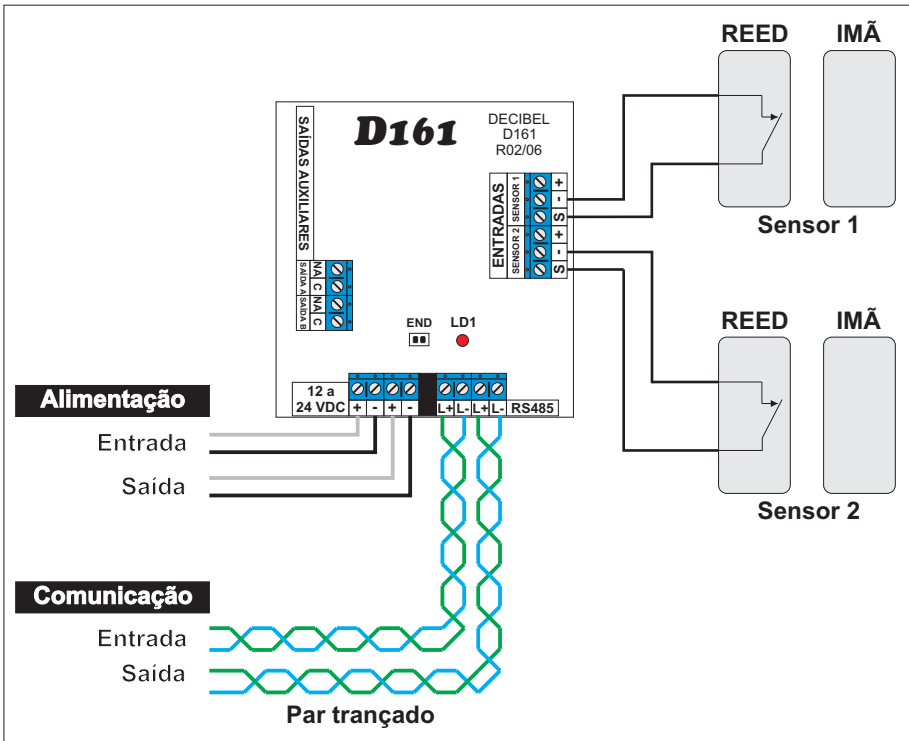 REED IMÃ
D161
DECIBEL
D161
R02/06
SAÍDAS AUXILIARES
ENTRADAS
SENSOR 1
SENSOR 2
+
-
S
+
-
S
Sensor 1
SAÍDA A
SAÍDA B
NA
C
NA
C
END LD1
REED IMÃ
12 a
24 VDC
+ - + -
L+ L- L+ L- RS485
Alimentação
Entrada
Saída
Sensor 2
Comunicação
Entrada
Saída
Par trançado